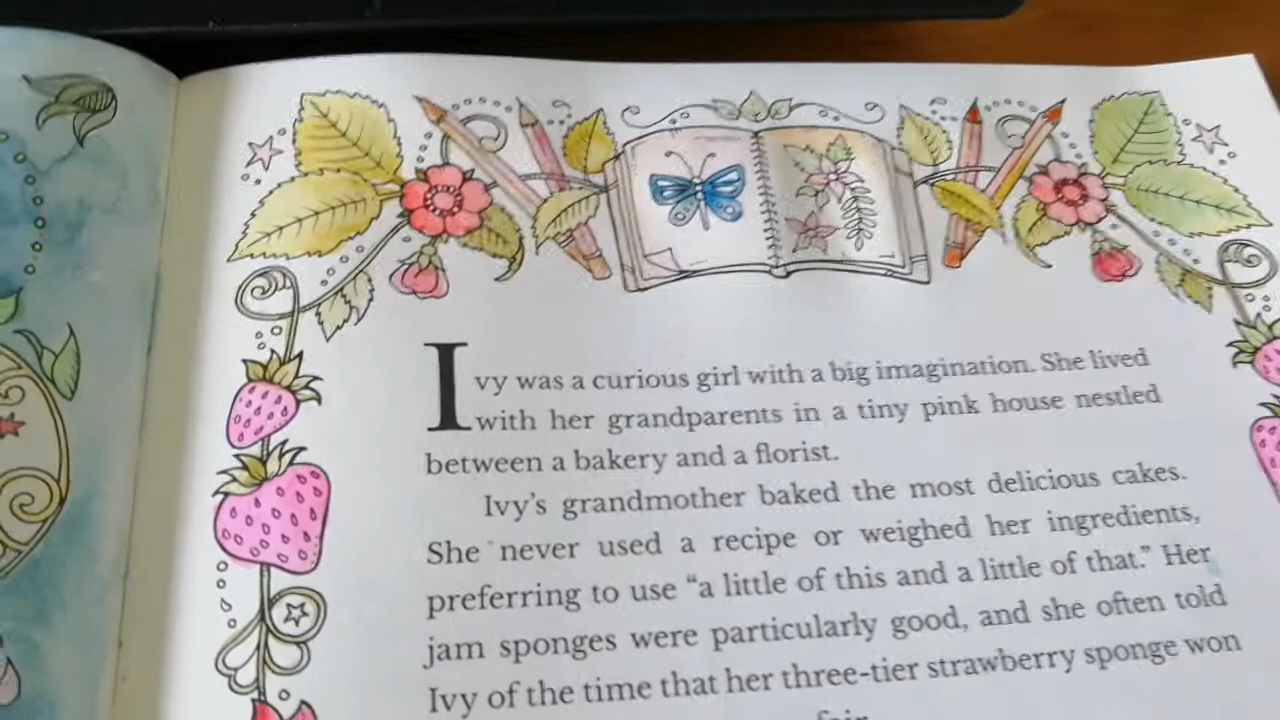 Ivy was a curious girl with a big imagination. She lived
with her grandparents in a tiny pink house nestled
between a bakery and a florist.
Ivy's grandmother baked the most delicious cakes.
She never used a recipe or weighed her ingredients,
preferring to use “a little of this and a little of that.” Her
jam sponges were particularly good, and she often told
Ivy of the time that her three-tier strawberry sponge won
fair